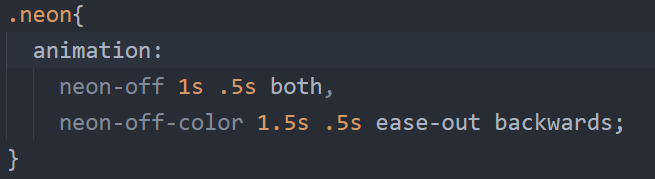 .neon{
animation:
neon-off 1s .5s both,
neon-off-color 1.5s .5s ease-out backwards;
}